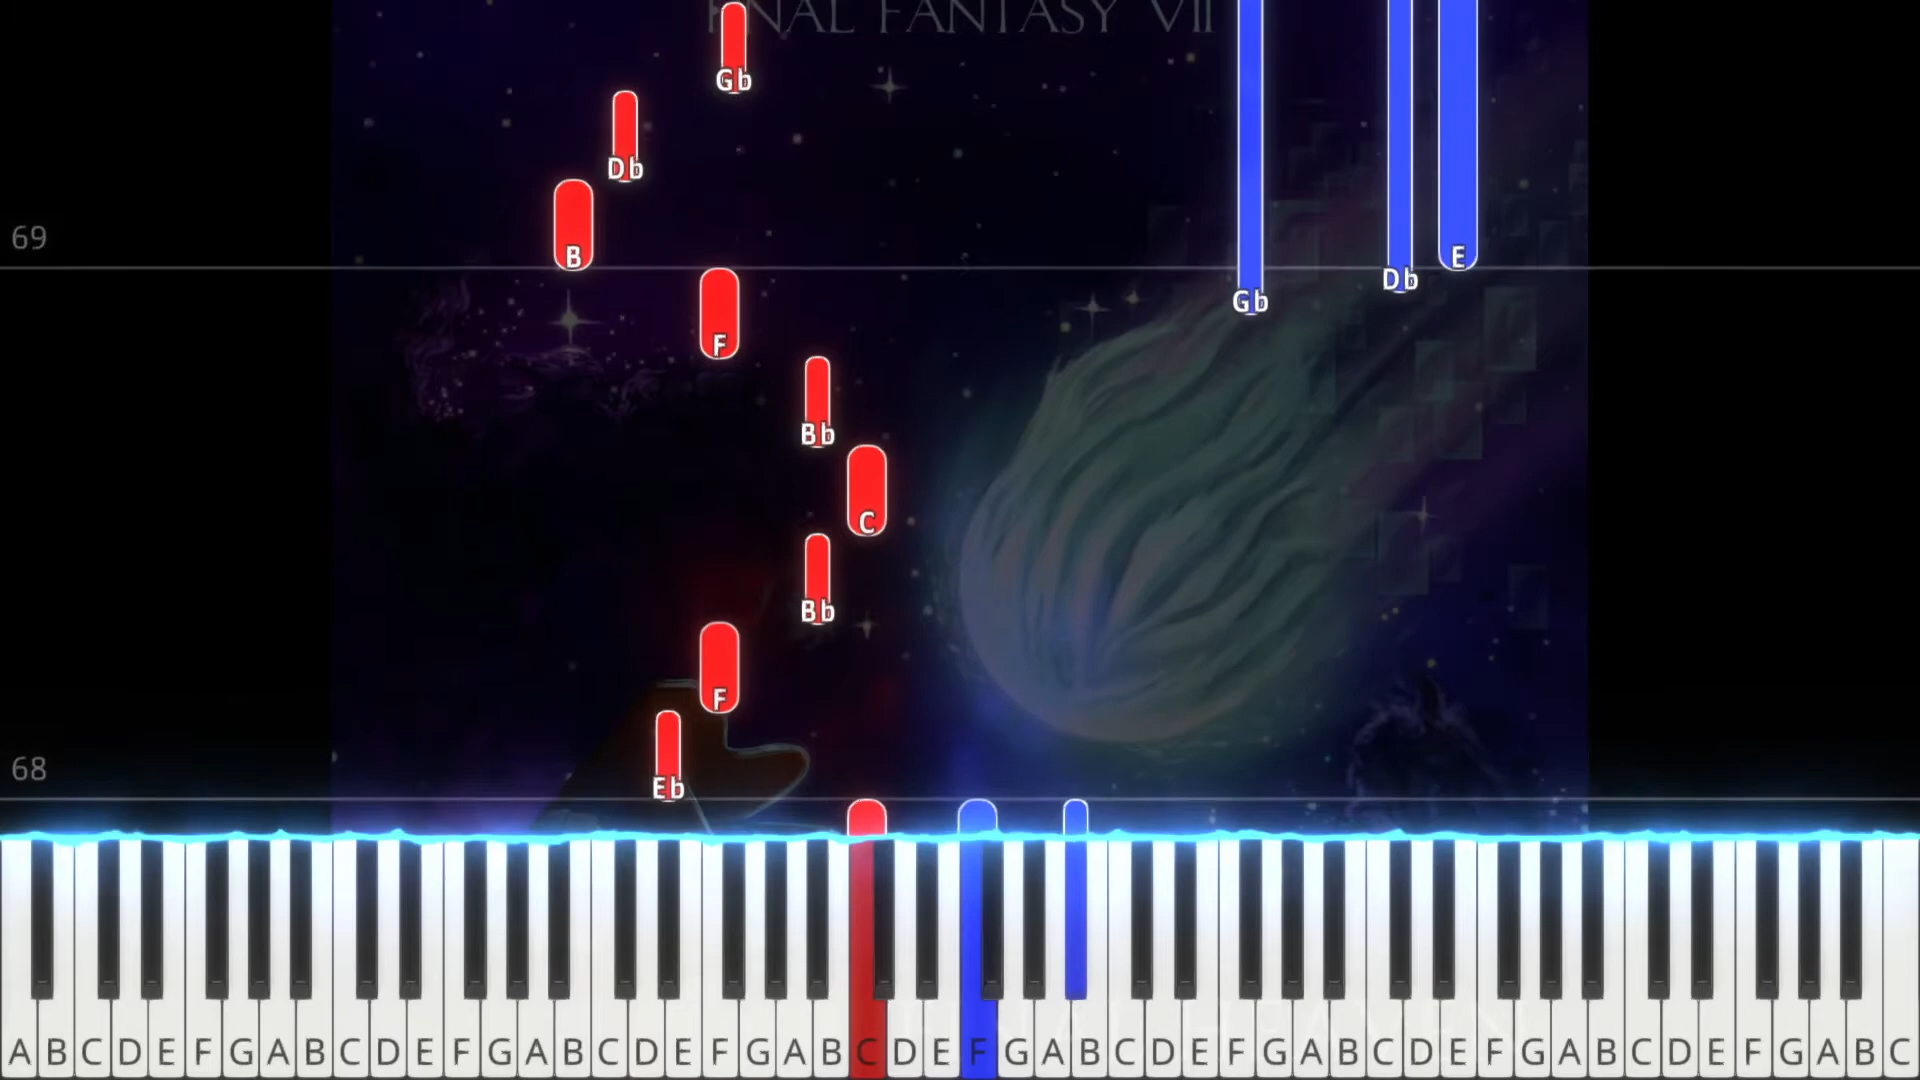 FINAL FANTASY VII
Gb
Db
69
B
E
Db
Gb
F
Bb
C
Bb
F
68
Eb
A B C D E F G A B C D E F G A B C D E F G A B C D E F G A B C D E F G A B C D E F G A B C D E F G A B C